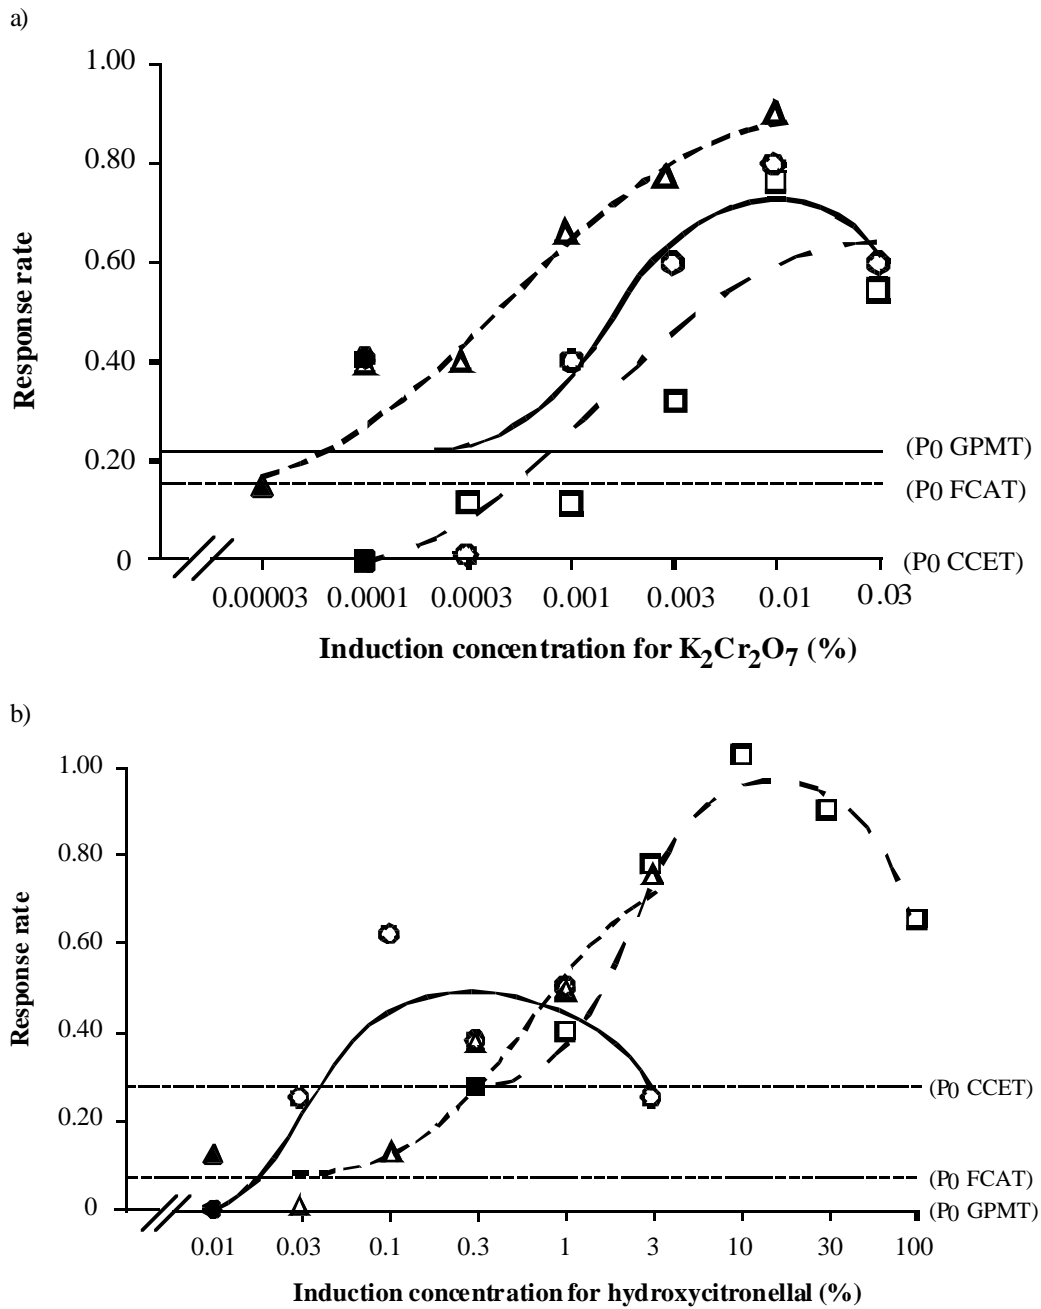 a)
1.00
0.80
0.60
0.40
0.20
0
Response rate
(P0 GPMT)
(P0 FCAT)
(P0 CCET)
0.00003 0.0001 0.0003 0.001 0.003 0.01 0.03
Induction concentration for K2Cr2O7 (%)
b)
1.00
0.80
0.60
0.40
0.20
0
Response rate
(P0 CCET)
(P0 FCAT)
(P0 GPMT)
0.01 0.03 0.1 0.3 1 3 10 30 100
Induction concentration for hydroxycitronellal (%)